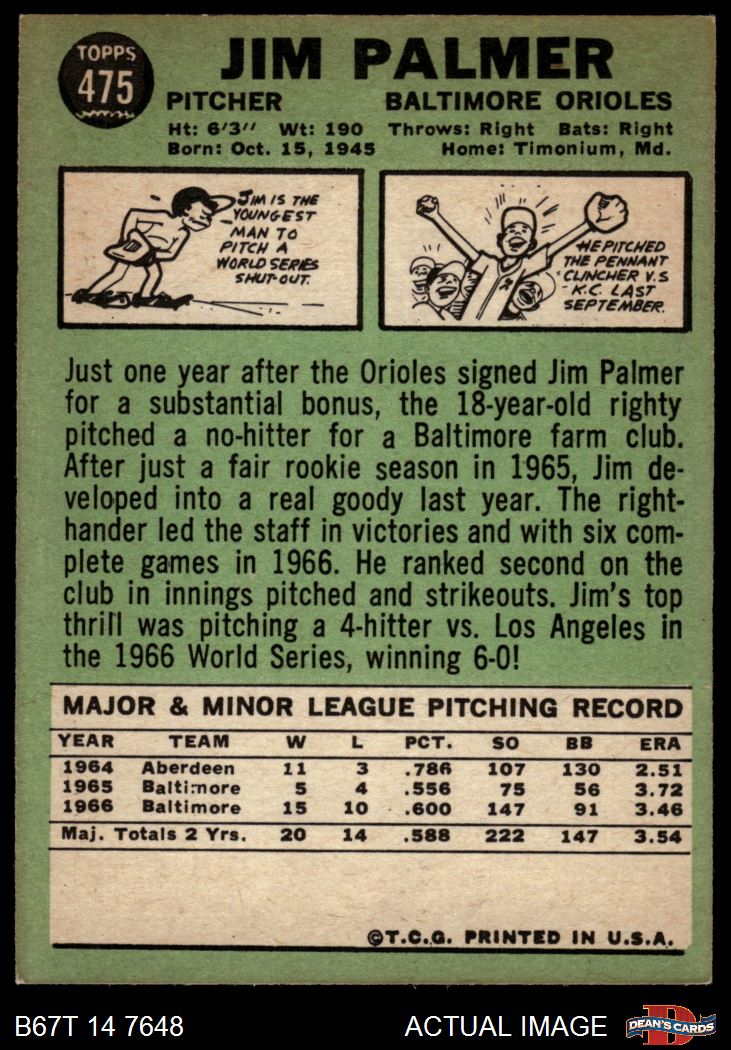 TOPPS
475
JIM PALMER
PITCHER BALTIMORE ORIOLES
Ht: 6'3" Wt: 190 Throws: Right Bats: Right
Born: Oct. 15, 1945 Home: Timonium, Md.
JIM IS THE
YOUNGEST
MAN TO
PITCH A
WORLD SERIES
SHUT-OUT.
HE PITCHED
THE PENNANT
CLINCHER V.S
K.C. LAST
SEPTEMBER.
Just one year after the Orioles signed Jim Palmer
for a substantial bonus, the 18-year-old righty
pitched a no-hitter for a Baltimore farm club.
After just a fair rookie season in 1965, Jim de-
veloped into a real goody last year. The right-
hander led the staff in victories and with six com-
plete games in 1966. He ranked second on the
club in innings pitched and strikeouts. Jim's top
thrill was pitching a 4-hitter vs. Los Angeles in
the 1966 World Series, winning 6-0!
MAJOR & MINOR LEAGUE PITCHING RECORD
YEAR TEAM W L PCT. SO BB ERA
1964 Aberdeen 11 3 .786 107 130 2.51
1965 Baltimore 5 4 .556 75 56 3.72
1966 Baltimore 15 10 .600 147 91 3.46
Maj. Totals 2 Yrs. 20 14 .588 222 147 3.54
©T.C.G. PRINTED IN U.S.A.
B67T 14 7648 ACTUAL IMAGE
DEAN'S CARDS